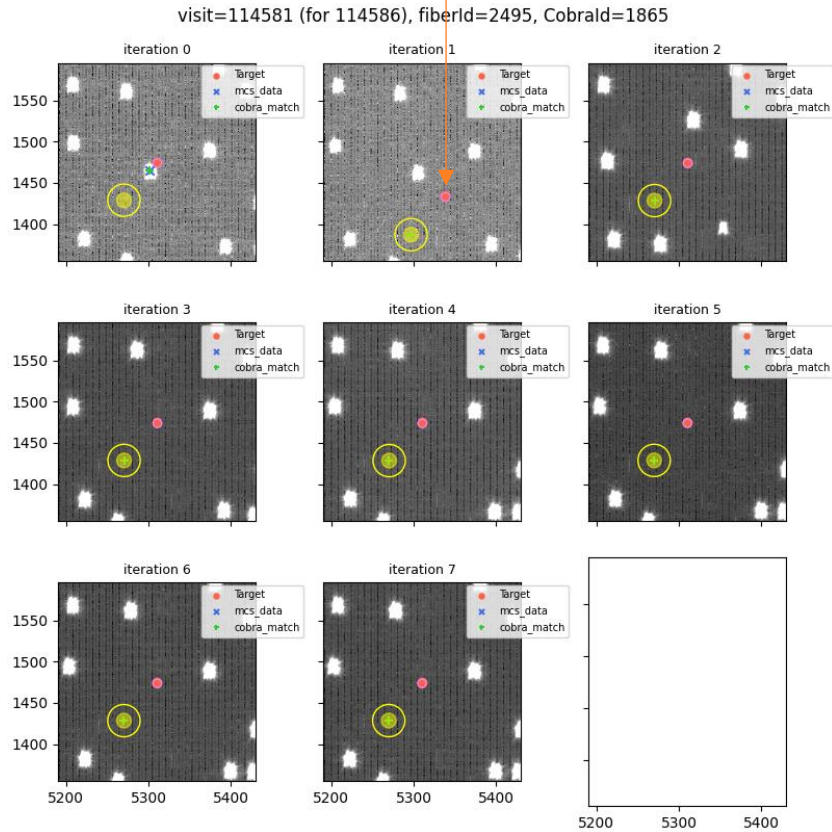 visit=114581 (for 114586), fiberId=2495, CobraId=1865
iteration 0
iteration 1
iteration 2
Target
mcs_data
cobra_match
Target
mcs_data
cobra_match
Target
mcs_data
cobra_match
1550
1500
1450
1400
iteration 3
iteration 4
iteration 5
Target
mcs_data
cobra_match
Target
mcs_data
cobra_match
Target
mcs_data
cobra_match
1550
1500
1450
1400
iteration 6
iteration 7
Target
mcs_data
cobra_match
Target
mcs_data
cobra_match
1550
1500
1450
1400
5200 5300 5400
5200 5300 5400
5200 5300 5400